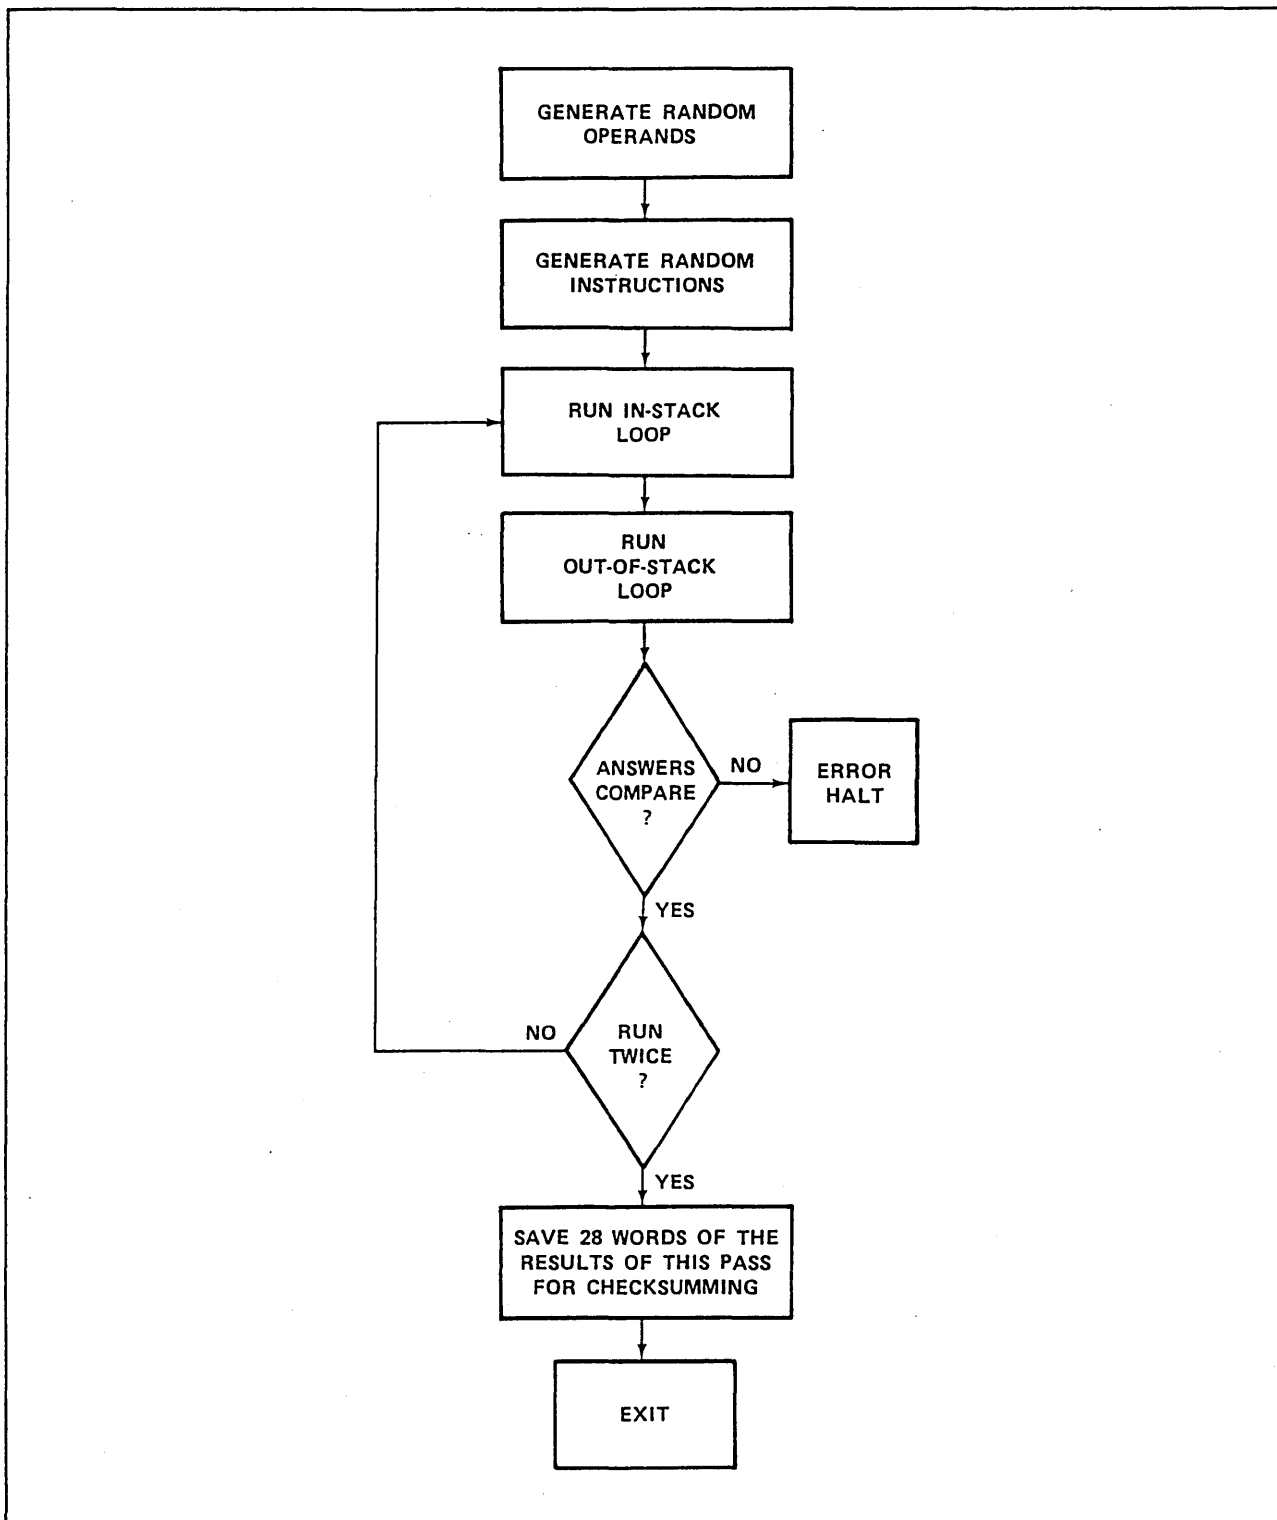 GENERATE RANDOM
OPERANDS
GENERATE RANDOM
INSTRUCTIONS
RUN IN-STACK
LOOP
RUN
OUT-OF-STACK
LOOP
ANSWERS
COMPARE
?
NO
ERROR
HALT
YES
NO
RUN
TWICE
?
YES
SAVE 28 WORDS OF THE
RESULTS OF THIS PASS
FOR CHECKSUMMING
EXIT